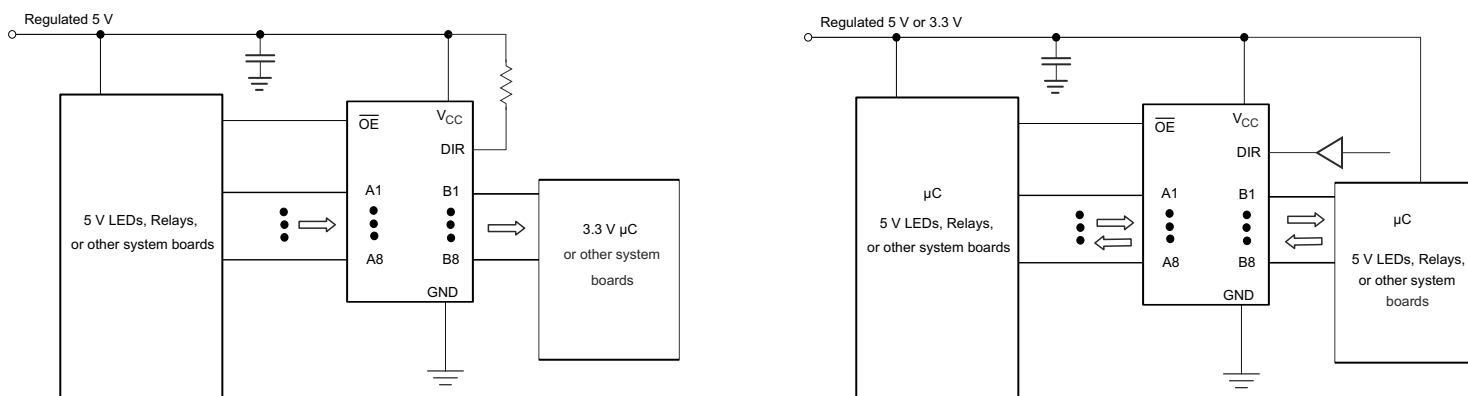 Regulated 5 V
OE
VCC
DIR
A1
B1
5 V LEDs, Relays,
or other system boards
A8
B8
GND
3.3 V µC
or other system
boards
Regulated 5 V or 3.3 V
OE
VCC
DIR
A1
B1
µC
5 V LEDs, Relays,
or other system boards
A8
B8
GND
µC
5 V LEDs, Relays,
or other system
boards